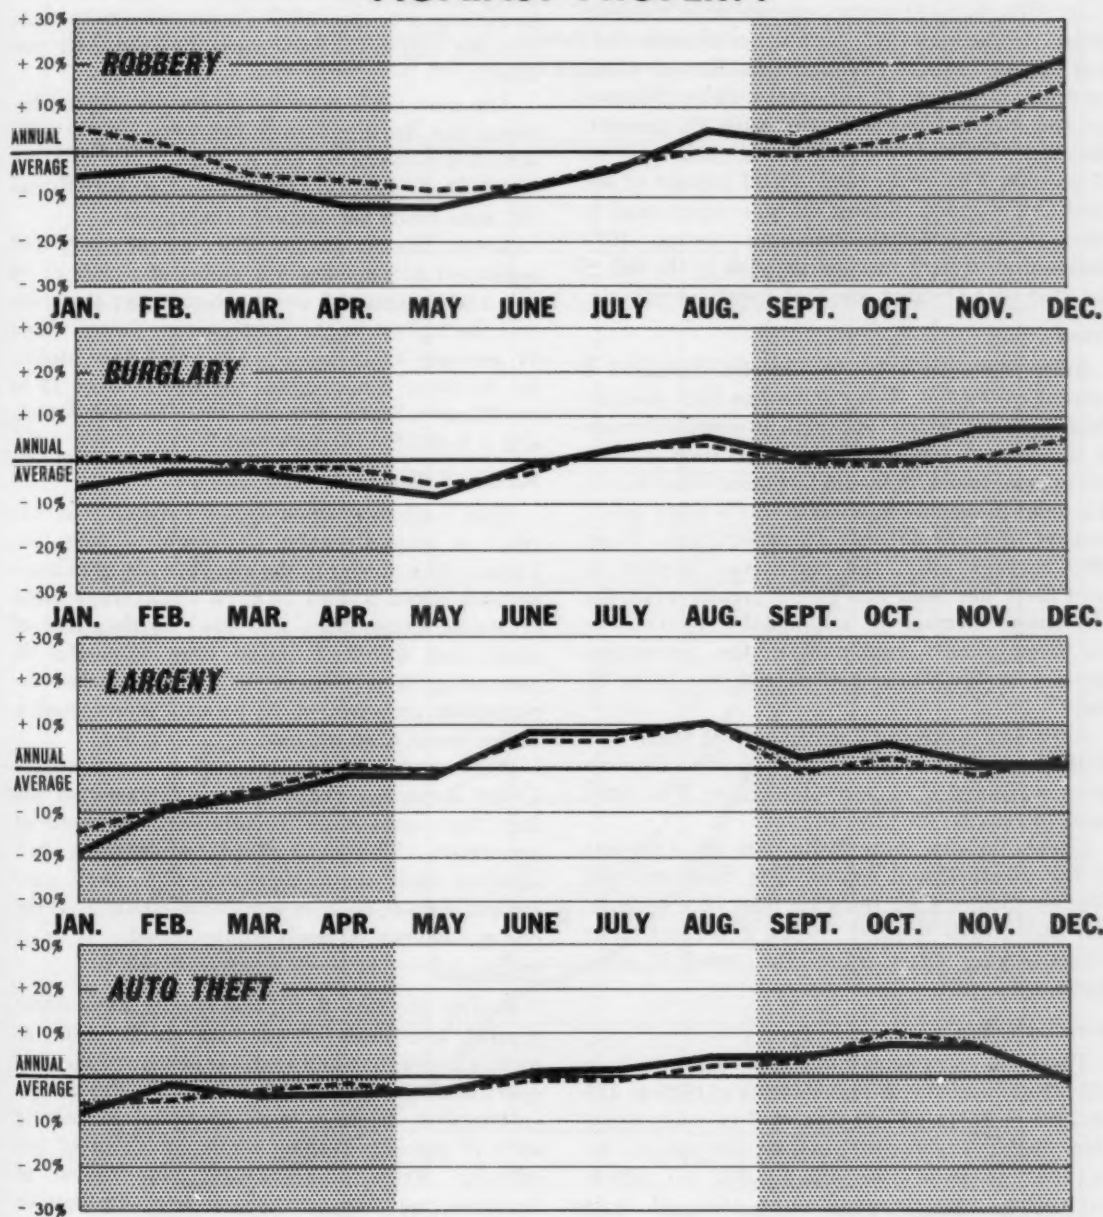 + 30%
+ 20% ROBBERY
+ 10%
ANNUAL
AVERAGE
- 10%
- 20%
- 30%
JAN. FEB. MAR. APR. MAY JUNE JULY AUG. SEPT. OCT. NOV. DEC.
+ 30%
+ 20% BURGLARY
+ 10%
ANNUAL
AVERAGE
- 10%
- 20%
- 30%
JAN. FEB. MAR. APR. MAY JUNE JULY AUG. SEPT. OCT. NOV. DEC.
+ 30%
+ 20% LARCENY
+ 10%
ANNUAL
AVERAGE
- 10%
- 20%
- 30%
JAN. FEB. MAR. APR. MAY JUNE JULY AUG. SEPT. OCT. NOV. DEC.
+ 30%
+ 20% AUTO THEFT
+ 10%
ANNUAL
AVERAGE
- 10%
- 20%
- 30%